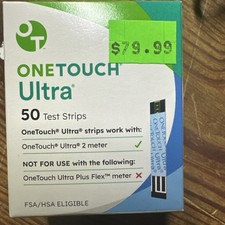 OT
$79.99
ONETOUCH®
Ultra®
50 Test Strips
OneTouch® Ultra® strips work with:
OneTouch® Ultra® 2 meter ✓
NOT FOR USE with the following:
OneTouch Ultra Plus Flex™ meter ✗
FSA/HSA ELIGIBLE